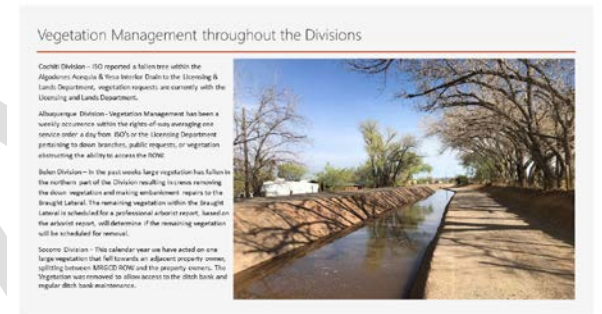 Vegetation Management throughout the Divisions
Cochiti Division – ISO reported a fallen tree within the
Algodones Acequia & Yesa Interior Drain to the Licensing &
Lands Department, vegetation requests are currently with the
Licensing and Lands Department.
Albuquerque Division - Vegetation Management has been a
weekly occurrence within the rights-of-way averaging one
service order a day from ISO's or the Licensing Department
pertaining to down branches, public requests, or vegetation
obstructing the ability to access the ROW.
Belen Division – In the past weeks large vegetation has fallen in
the northern part of the Division resulting in crews removing
the down vegetation and making embankment repairs to the
Braught Lateral. The remaining vegetation within the Braught
Lateral is scheduled for a professional arborist report, based on
the arborist report, will determine if the remaining vegetation
will be scheduled for removal.
Socorro Division – This calendar year we have acted on one
large vegetation that fell towards an adjacent property owner,
splitting between MRGCD ROW and the property owners. The
Vegetation was removed to allow access to the ditch bank and
regular ditch bank maintenance.